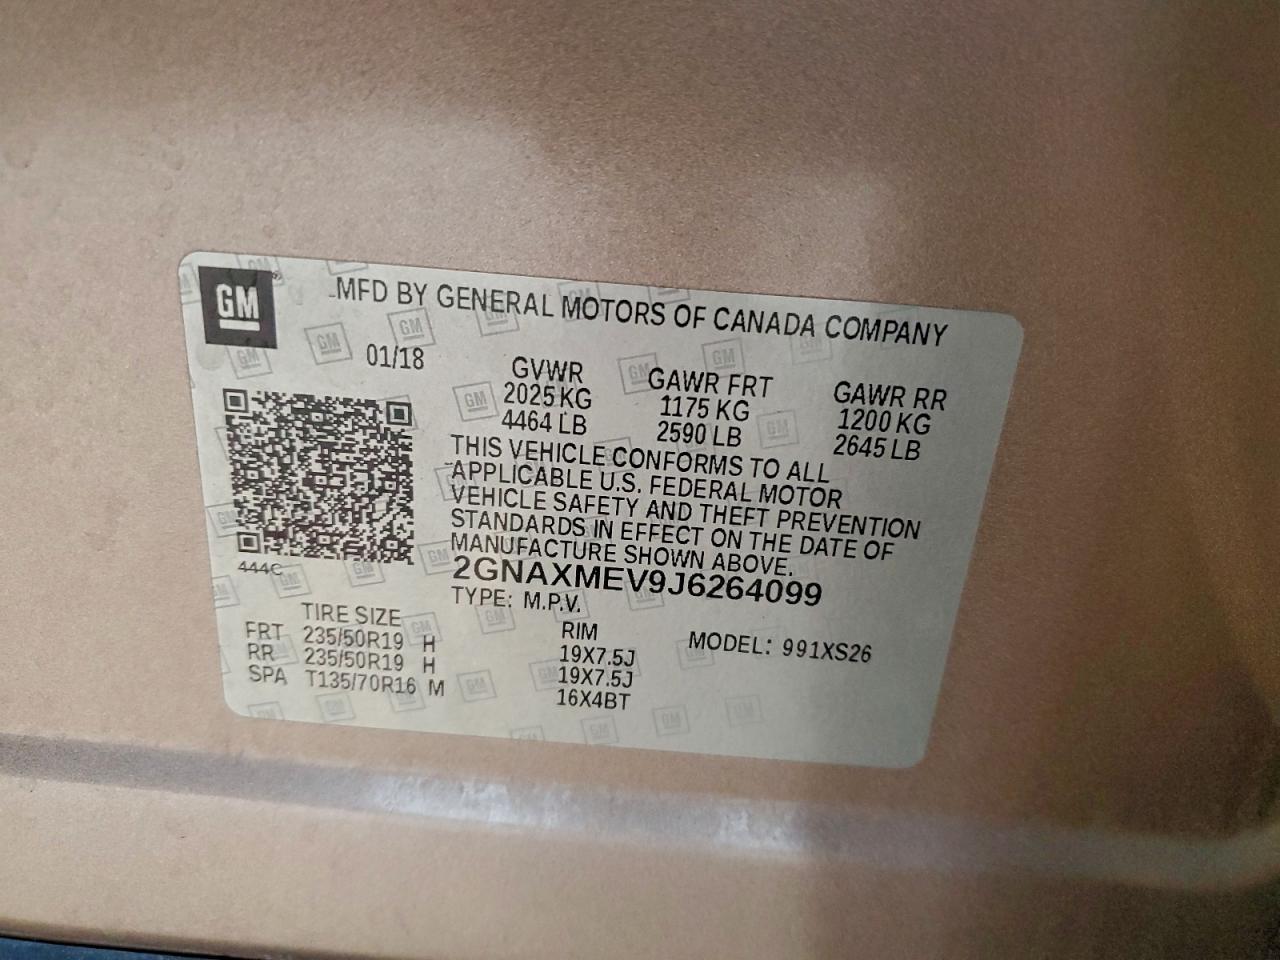 GM
MFD BY GENERAL MOTORS OF CANADA COMPANY
01/18
GVWR GAWR FRT GAWR RR
2025 KG 1175 KG 1200 KG
4464 LB 2590 LB 2645 LB
THIS VEHICLE CONFORMS TO ALL
APPLICABLE U.S. FEDERAL MOTOR
VEHICLE SAFETY AND THEFT PREVENTION
STANDARDS IN EFFECT ON THE DATE OF
MANUFACTURE SHOWN ABOVE.
444C
2GNAXMEV9J6264099
TYPE: M.P.V. MODEL: 991XS26
TIRE SIZE RIM
FRT 235/50R19 H 19X7.5J
RR 235/50R19 H 19X7.5J
SPA T135/70R16 M 16X4BT